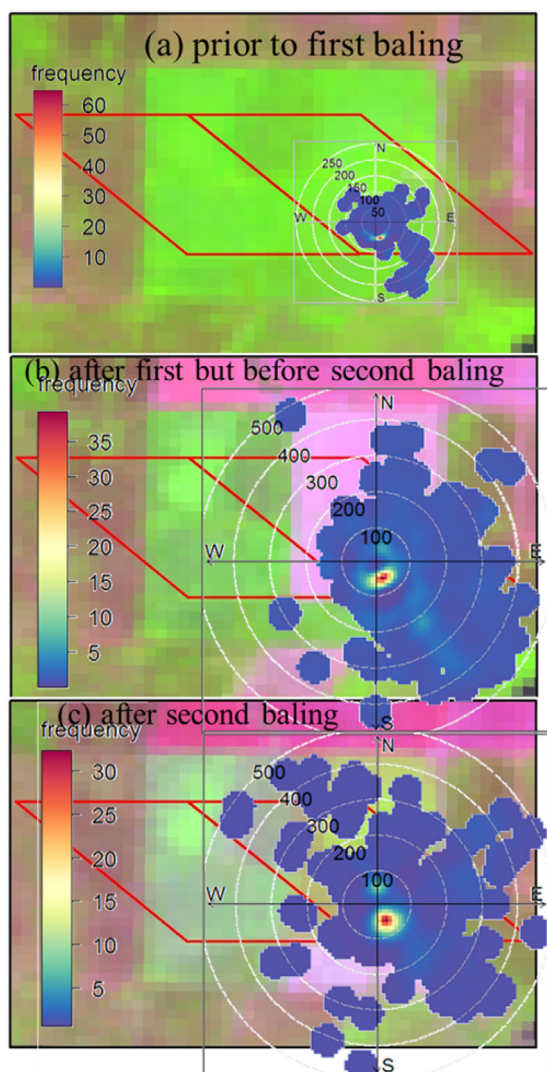 (a) prior to first baling
frequency
60
50
40
30
20
10
N
250
200
150
100
50
W
E
S
(b) after first but before second baling
frequency
35
30
25
20
15
10
5
N
500
400
300
200
100
W
E
S
(c) after second baling
frequency
30
25
20
15
10
5
N
500
400
300
200
100
W
E
S